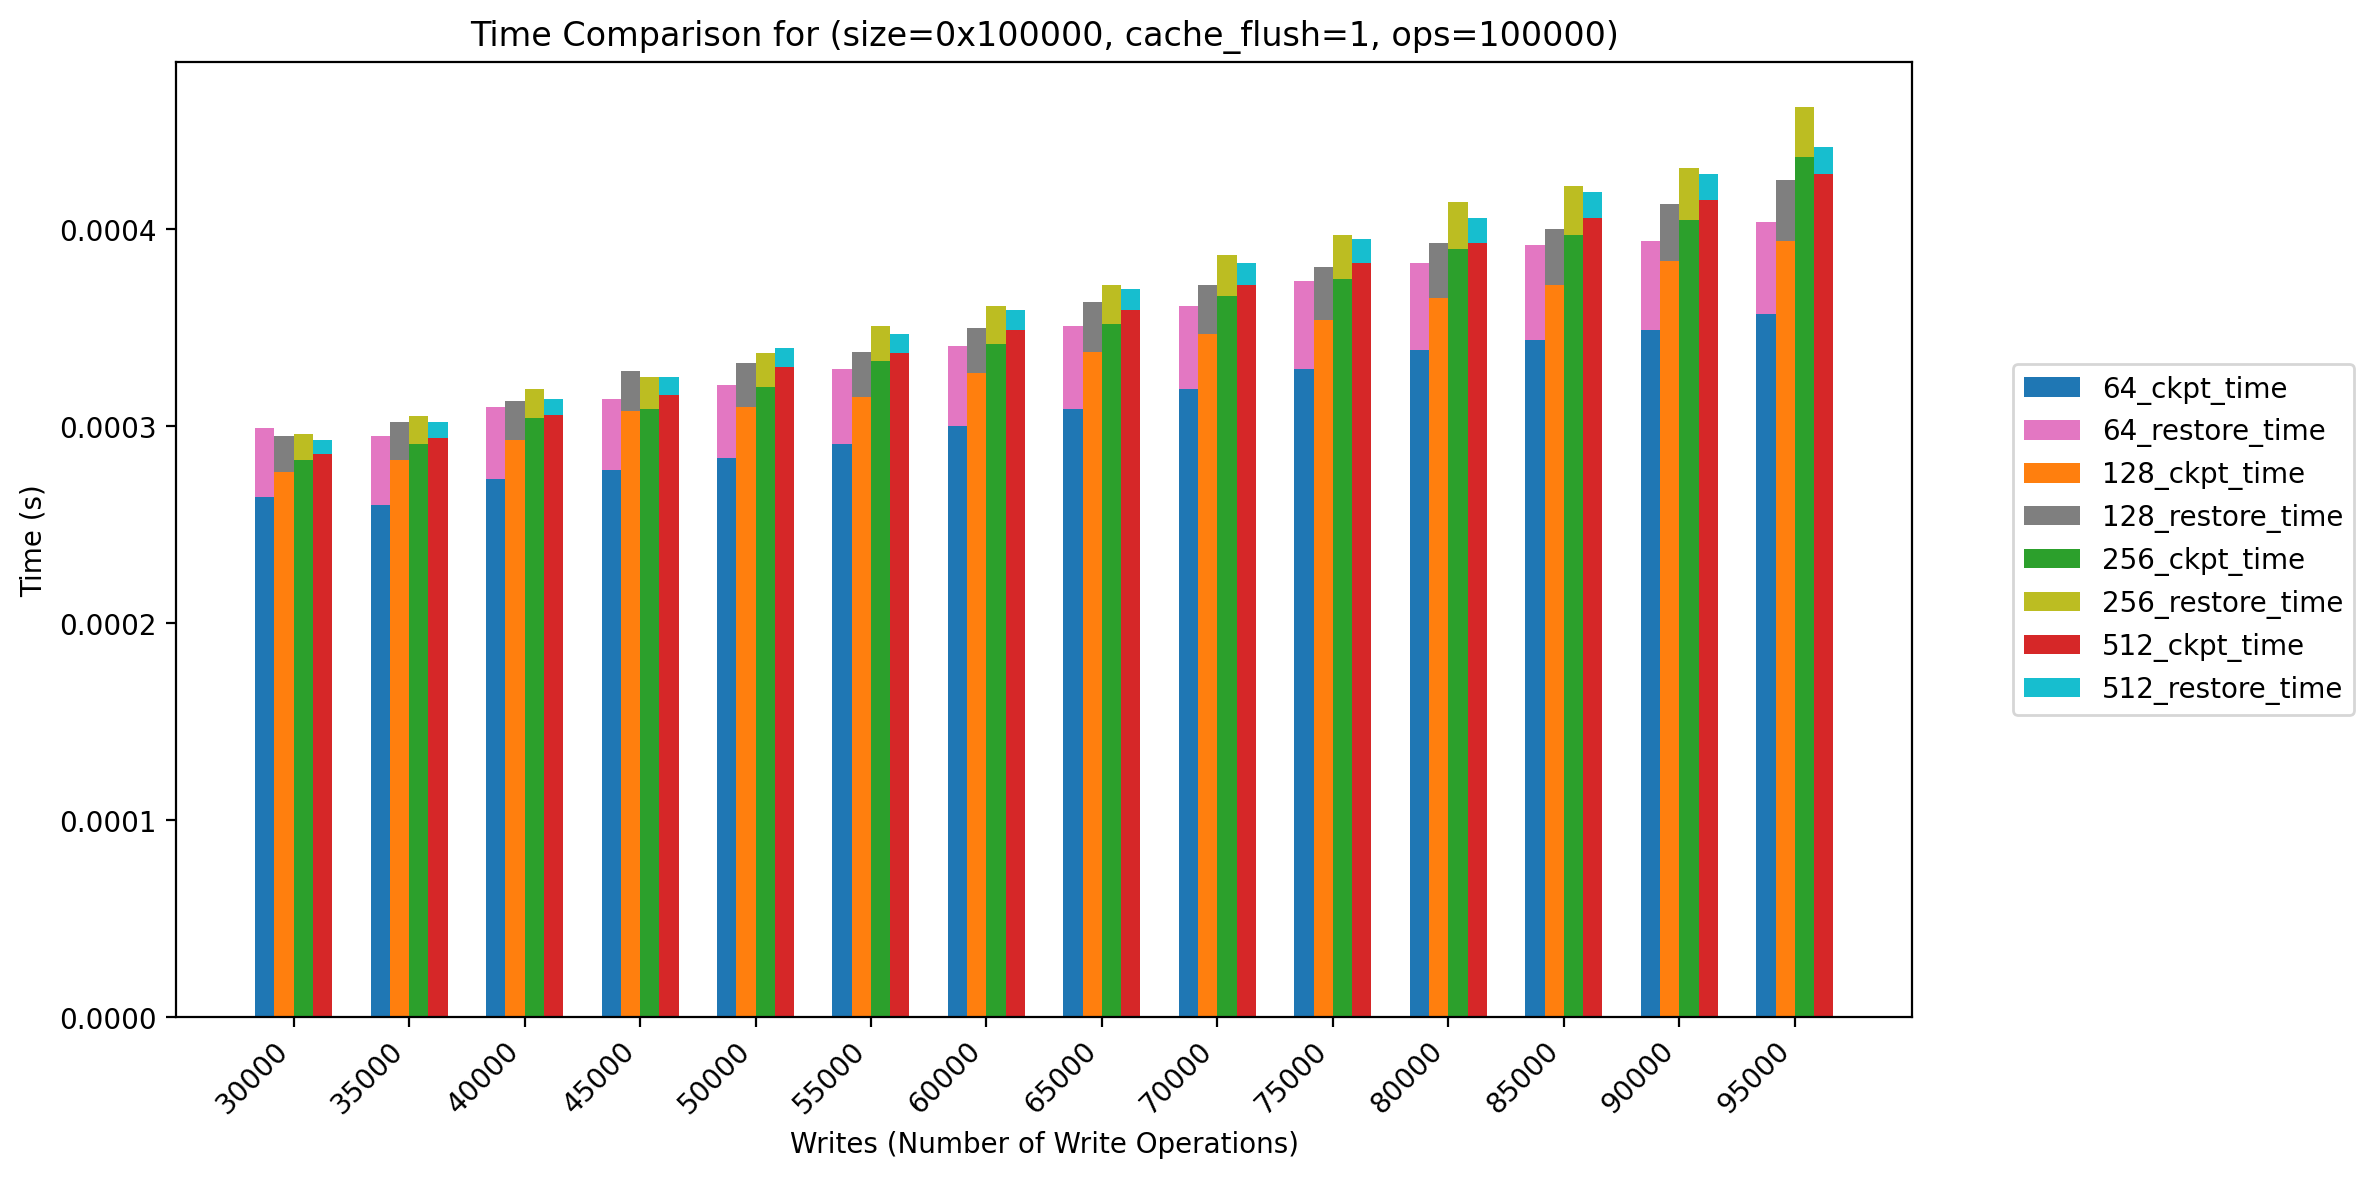 Time Comparison for (size=0x100000, cache_flush=1, ops=100000)
Time (s)
0.0004
0.0003
0.0002
0.0001
0.0000
30000
35000
40000
45000
50000
55000
60000
65000
70000
75000
80000
85000
90000
95000
Writes (Number of Write Operations)
64_ckpt_time
64_restore_time
128_ckpt_time
128_restore_time
256_ckpt_time
256_restore_time
512_ckpt_time
512_restore_time